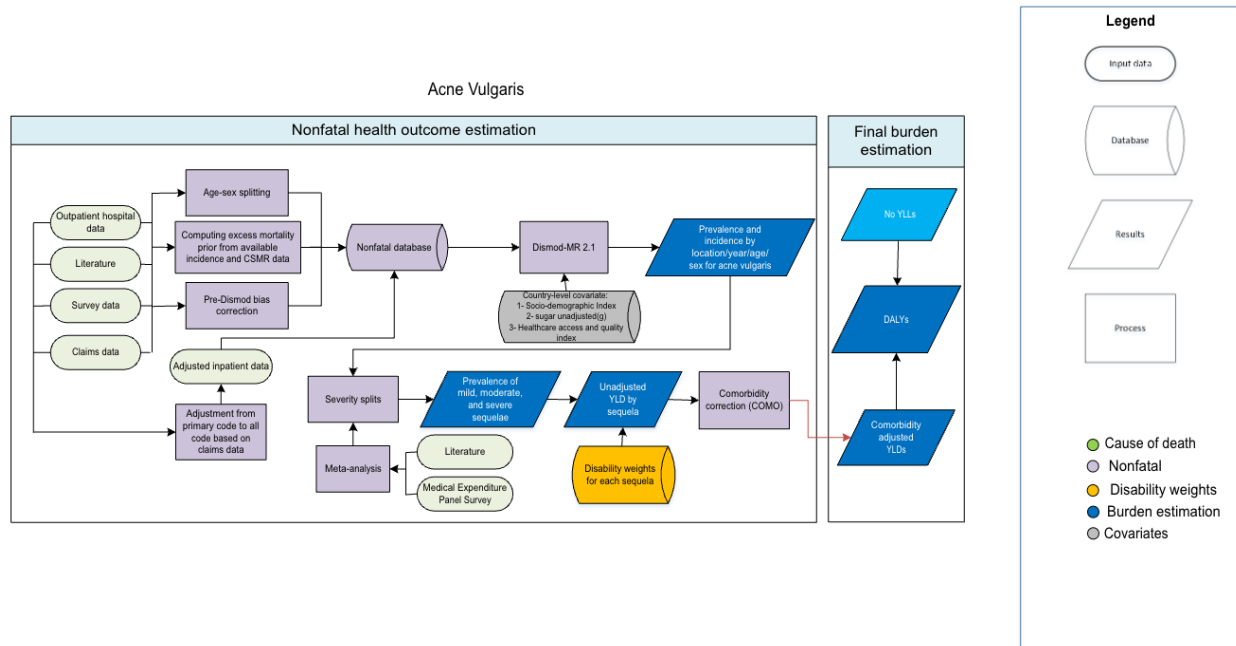 Legend
Input data
Database
Results
Process
Cause of death
Nonfatal
Disability weights
Burden estimation
Covariates
Acne Vulgaris
Nonfatal health outcome estimation
Final burden
estimation
Outpatient hospital
data
Literature
Survey data
Claims data
Age-sex splitting
Computing excess mortality
prior from available
incidence and CSMR data
Pre-Dismod bias
correction
Adjusted inpatient data
Adjustment from
primary code to all
code based on
claims data
Nonfatal database
Dismod-MR 2.1
Country-level covariate:
1- Socio-demographic Index
2- sugar unadjusted(g)
3- Healthcare access and quality
index
Prevalence and
incidence by
location/year/age/
sex for acne vulgaris
Severity splits
Meta-analysis
Literature
Medical Expenditure
Panel Survey
Prevalence of
mild, moderate,
and severe
sequelae
Unadjusted
YLD by
sequela
Disability weights
for each sequela
Comorbidity
correction (COMO)
No YLLs
DALYs
Comorbidity
adjusted
YLDs